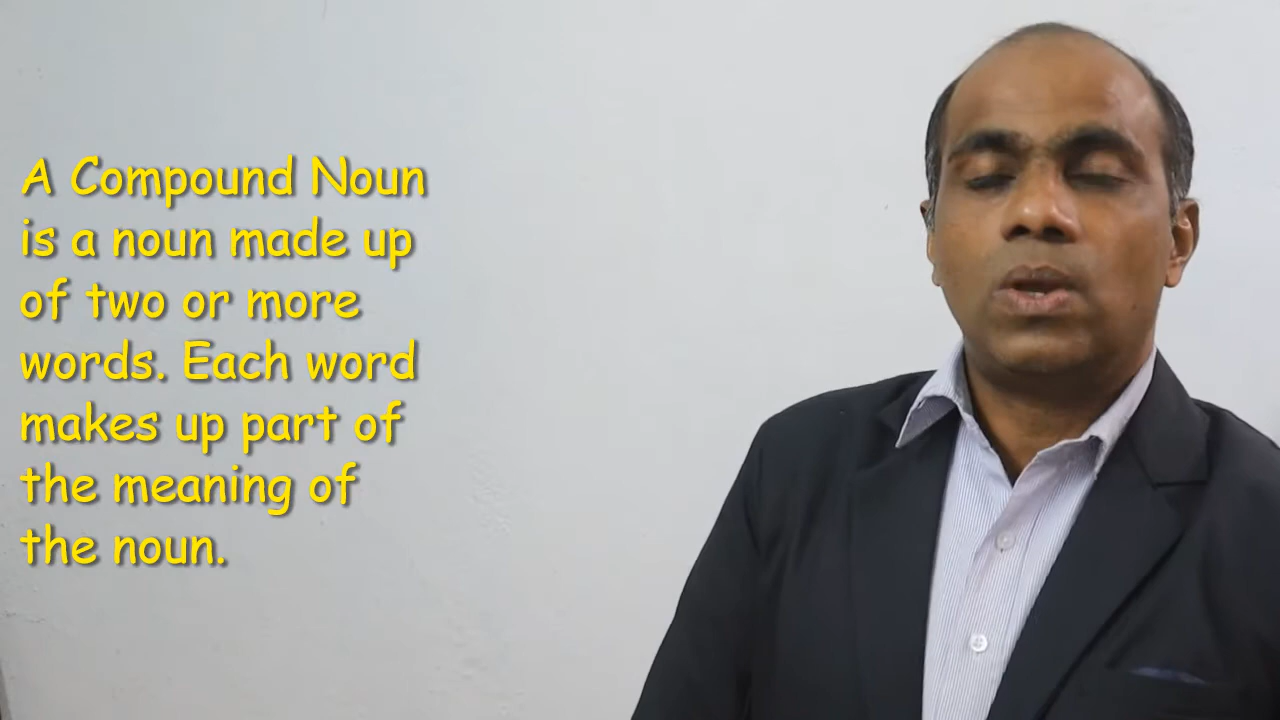 A Compound Noun
is a noun made up
of two or more
words. Each word
makes up part of
the meaning of
the noun.